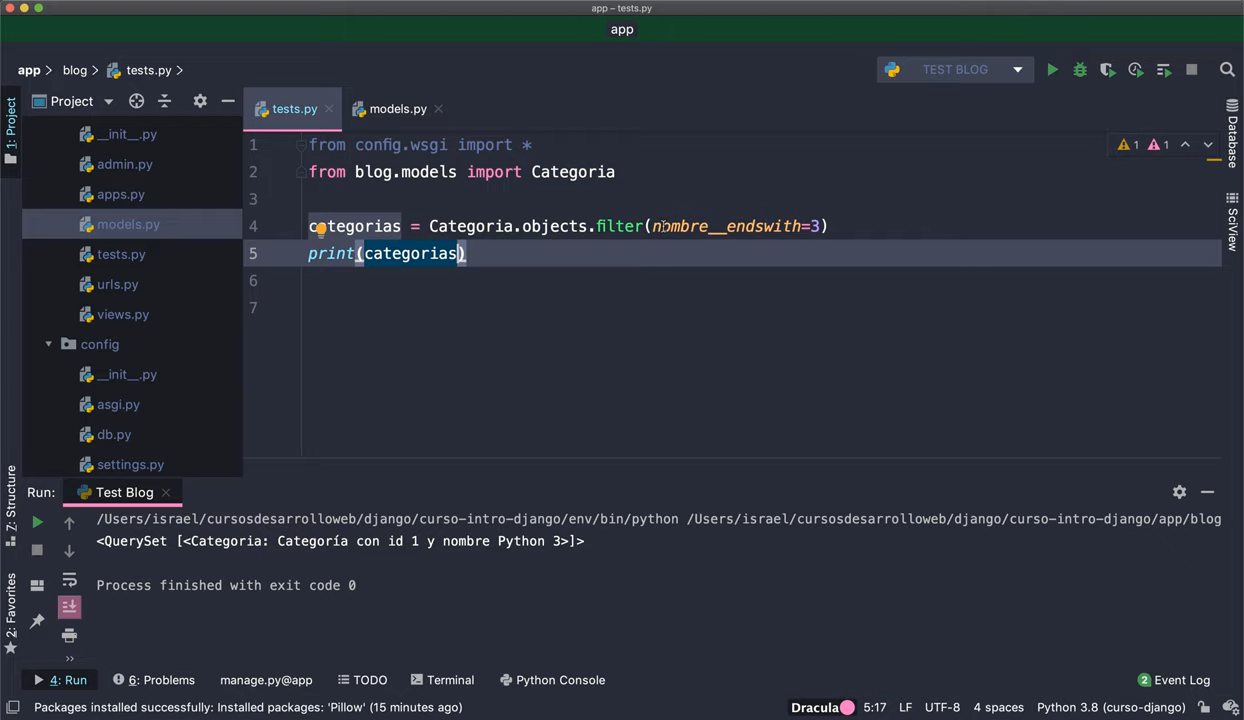 app – tests.py
app
app
blog
tests.py
TEST BLOG
1: Project
Project
tests.py
models.py
__init__.py
admin.py
apps.py
models.py
tests.py
urls.py
views.py
config
__init__.py
asgi.py
db.py
settings.py
1 from config.wsgi import *
2 from blog.models import Categoria
3
4 categorias = Categoria.objects.filter(nombre__endswith=3)
5 print(categorias)
6
7
1 1
Database
SciView
7: Structure
2: Favorites
Run: Test Blog
/Users/israel/cursosdesarrolloweb/django/curso-intro-django/env/bin/python /Users/israel/cursosdesarrolloweb/django/curso-intro-django/app/blog
<QuerySet [<Categoria: Categoría con id 1 y nombre Python 3>]>
Process finished with exit code 0
4: Run
6: Problems
manage.py@app
TODO
Terminal
Python Console
2 Event Log
Packages installed successfully: Installed packages: 'Pillow' (15 minutes ago)
Dracula
5:17
LF
UTF-8
4 spaces
Python 3.8 (curso-django)